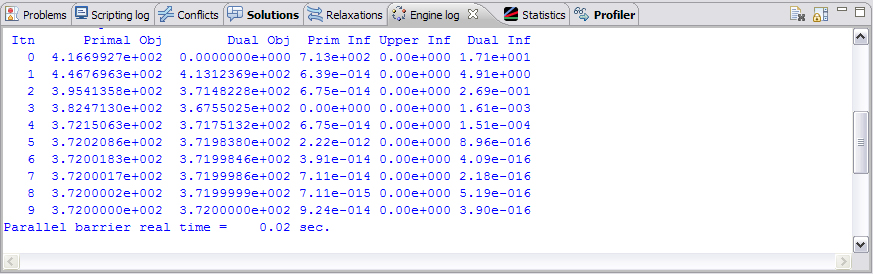 Problems Scripting log Conflicts Solutions Relaxations Engine log Statistics Profiler
Itn Primal Obj Dual Obj Prim Inf Upper Inf Dual Inf
0 4.1669927e+002 0.0000000e+000 7.13e+002 0.00e+000 1.71e+001
1 4.4676963e+002 4.1312369e+002 6.39e-014 0.00e+000 4.91e+000
2 3.9541358e+002 3.7148228e+002 6.75e-014 0.00e+000 2.69e-001
3 3.8247130e+002 3.6755025e+002 0.00e+000 0.00e+000 1.61e-003
4 3.7215063e+002 3.7175132e+002 6.75e-014 0.00e+000 1.51e-004
5 3.7202086e+002 3.7198380e+002 2.22e-012 0.00e+000 8.96e-016
6 3.7200183e+002 3.7199846e+002 3.91e-014 0.00e+000 4.09e-016
7 3.7200017e+002 3.7199986e+002 7.11e-014 0.00e+000 2.18e-016
8 3.7200002e+002 3.7199999e+002 7.11e-015 0.00e+000 5.19e-016
9 3.7200000e+002 3.7200000e+002 9.24e-014 0.00e+000 3.90e-016
Parallel barrier real time = 0.02 sec.